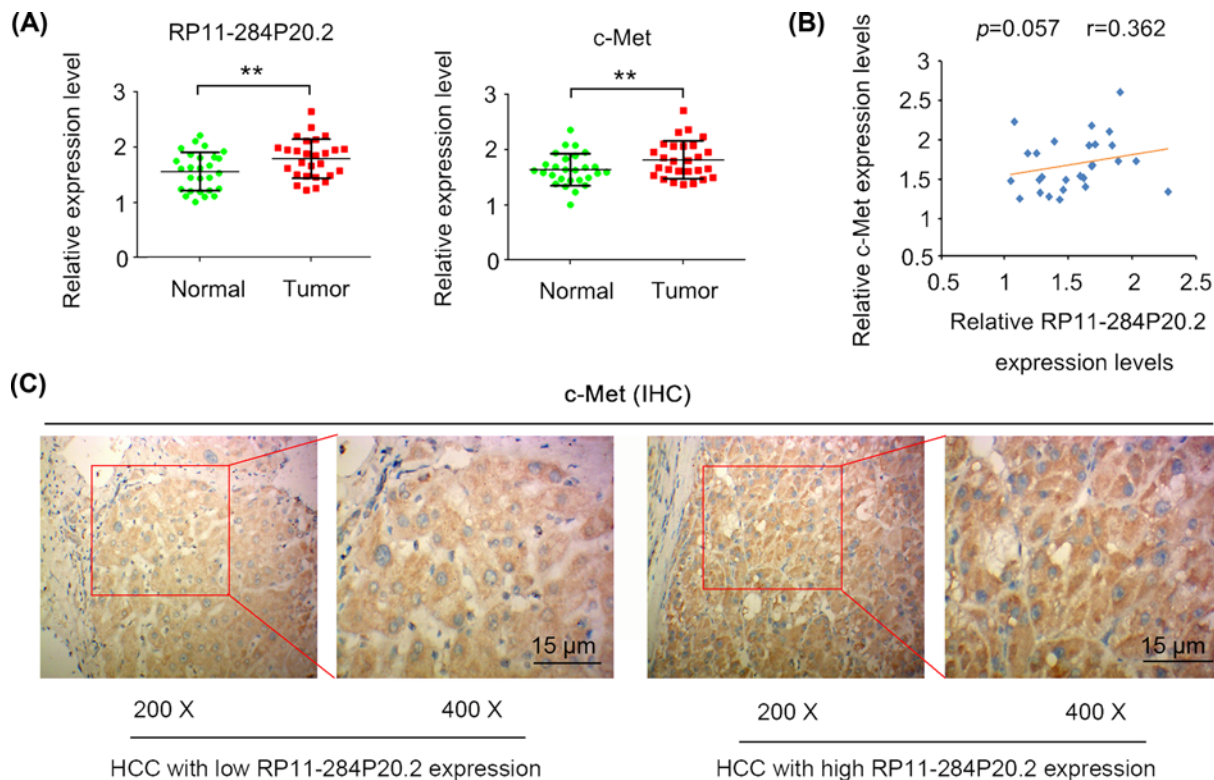 (A)
RP11-284P20.2
**
Relative expression level
3
2
1
0
Normal Tumor
c-Met
**
Relative expression level
3
2
1
0
Normal Tumor
(B)
p=0.057 r=0.362
Relative c-Met expression levels
3
2.5
2
1.5
1
0.5
0.5 1 1.5 2 2.5
Relative RP11-284P20.2
expression levels
(C)
c-Met (IHC)
15 µm
15 µm
200 X 400 X
200 X 400 X
HCC with low RP11-284P20.2 expression
HCC with high RP11-284P20.2 expression